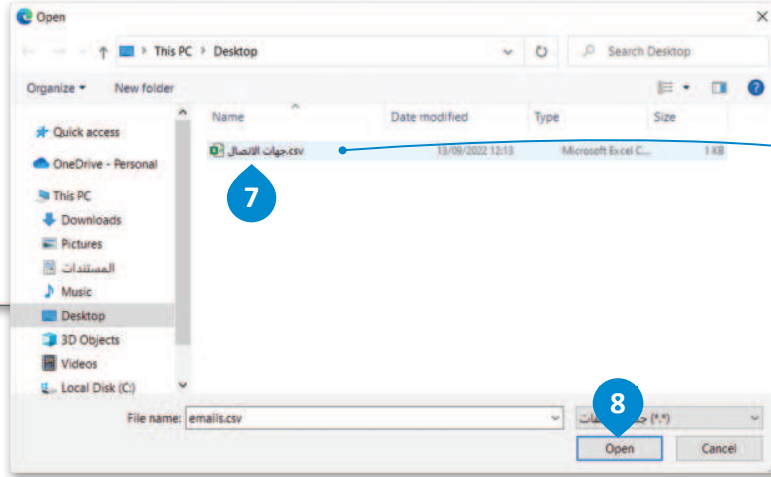 Open
This PC > Desktop
Search Desktop
Organize
New folder
Name
Date modified
Type
Size
Quick access
OneDrive - Personal
This PC
Downloads
Pictures
المستندات
Music
Desktop
3D Objects
Videos
Local Disk (C:)
جهات الاتصال.csv
13/09/2022 12:13
Microsoft Excel C...
1 KB
7
8
File name:
emails.csv
(*.*)
Open
Cancel